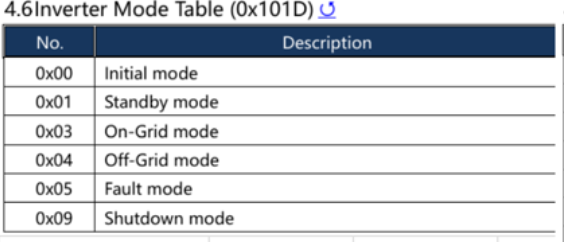 4.6Inverter Mode Table (0x101D) ↺
No. Description
0x00 Initial mode
0x01 Standby mode
0x03 On-Grid mode
0x04 Off-Grid mode
0x05 Fault mode
0x09 Shutdown mode